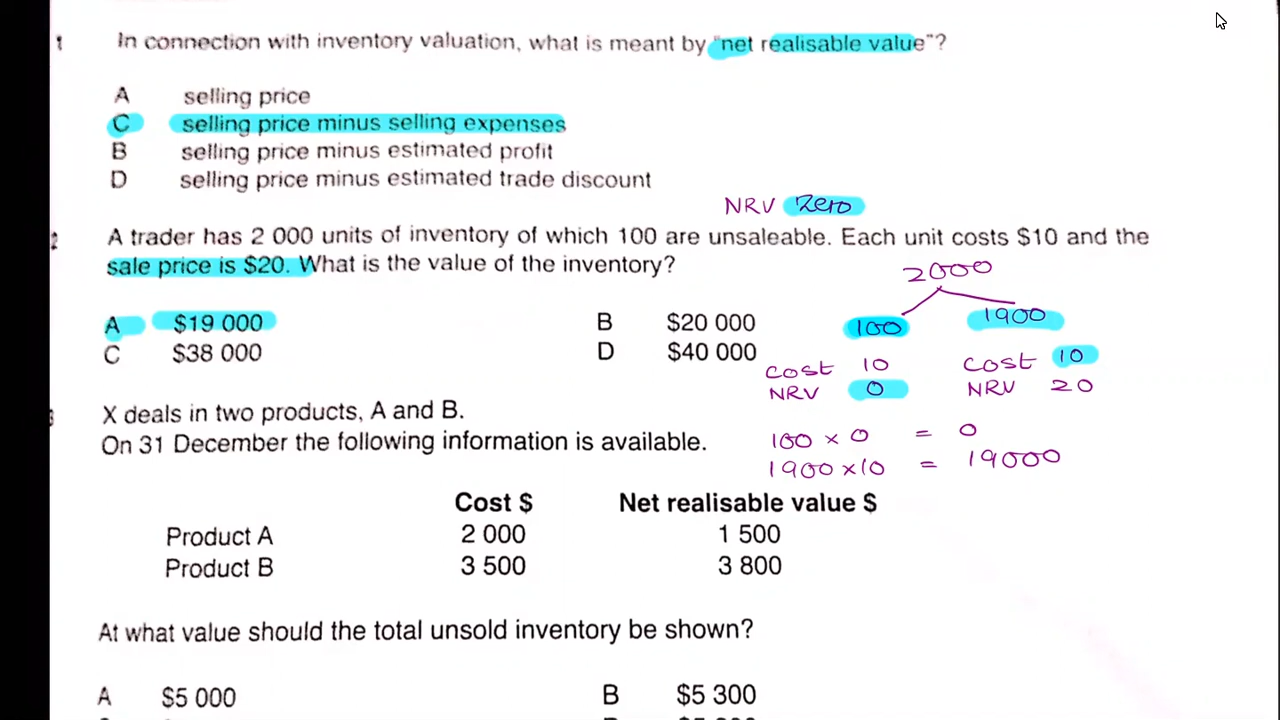 1 In connection with inventory valuation, what is meant by "net realisable value"?
A selling price
C selling price minus selling expenses
B selling price minus estimated profit
D selling price minus estimated trade discount
NRV Zero
2 A trader has 2 000 units of inventory of which 100 are unsaleable. Each unit costs $10 and the
sale price is $20. What is the value of the inventory?
2000
100 1900
A $19 000 B $20 000
C $38 000 D $40 000
Cost 10 Cost 10
NRV 0 NRV 20
3 X deals in two products, A and B.
On 31 December the following information is available.
100 x 0 = 0
1900 x 10 = 19000
Cost $ Net realisable value $
Product A 2 000 1 500
Product B 3 500 3 800
At what value should the total unsold inventory be shown?
A $5 000 B $5 300